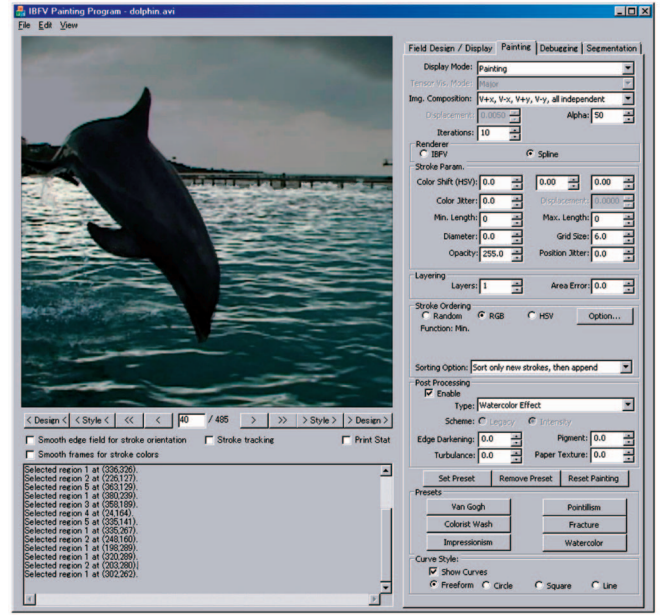 IBFV Painting Program - dolphin.avi
File Edit View
Field Design / Display Painting Debugging Segmentation
Display Mode: Painting
Tensor Vis. Mode: Major
Img. Composition: V+x, V-x, V+y, V-y, all independent
Displacement: 0.0050 Alpha: 50
Iterations: 10
Renderer
IBFV Spline
Stroke Param.
Color Shift (HSV): 0.0 0.00 0.00
Color Jitter: 0.0 Displacement: 0.0000
Min. Length: 0 Max. Length: 0
Diameter: 0.0 Grid Size: 6.0
Opacity: 255.0 Position Jitter: 0.0
Layering
Layers: 1 Area Error: 0.0
Stroke Ordering
Random RGB HSV Option...
Function: Min.
Sorting Option: Sort only new strokes, then append
Post Processing
Enable
Type: Watercolor Effect
Scheme: Legacy Intensity
Edge Darkening: 0.0 Pigment: 0.0
Turbulance: 0.0 Paper Texture: 0.0
Set Preset Remove Preset Reset Painting
Presets
Van Gogh Pointillism
Colorist Wash Fracture
Impressionism Watercolor
Curve Style:
Show Curves
Freeform Circle Square Line
< Design < < Style < << < 40 / 485 > >> > Style > > Design >
Smooth edge field for stroke orientation Stroke tracking Print Stat
Smooth frames for stroke colors
Selected region 1 at (336,326).
Selected region 2 at (226,127).
Selected region 5 at (363,129).
Selected region 1 at (380,239).
Selected region 3 at (358,189).
Selected region 4 at (24,164).
Selected region 5 at (335,141).
Selected region 1 at (335,267).
Selected region 2 at (248,160).
Selected region 1 at (198,289).
Selected region 1 at (320,289).
Selected region 2 at (203,280).
Selected region 1 at (302,262).